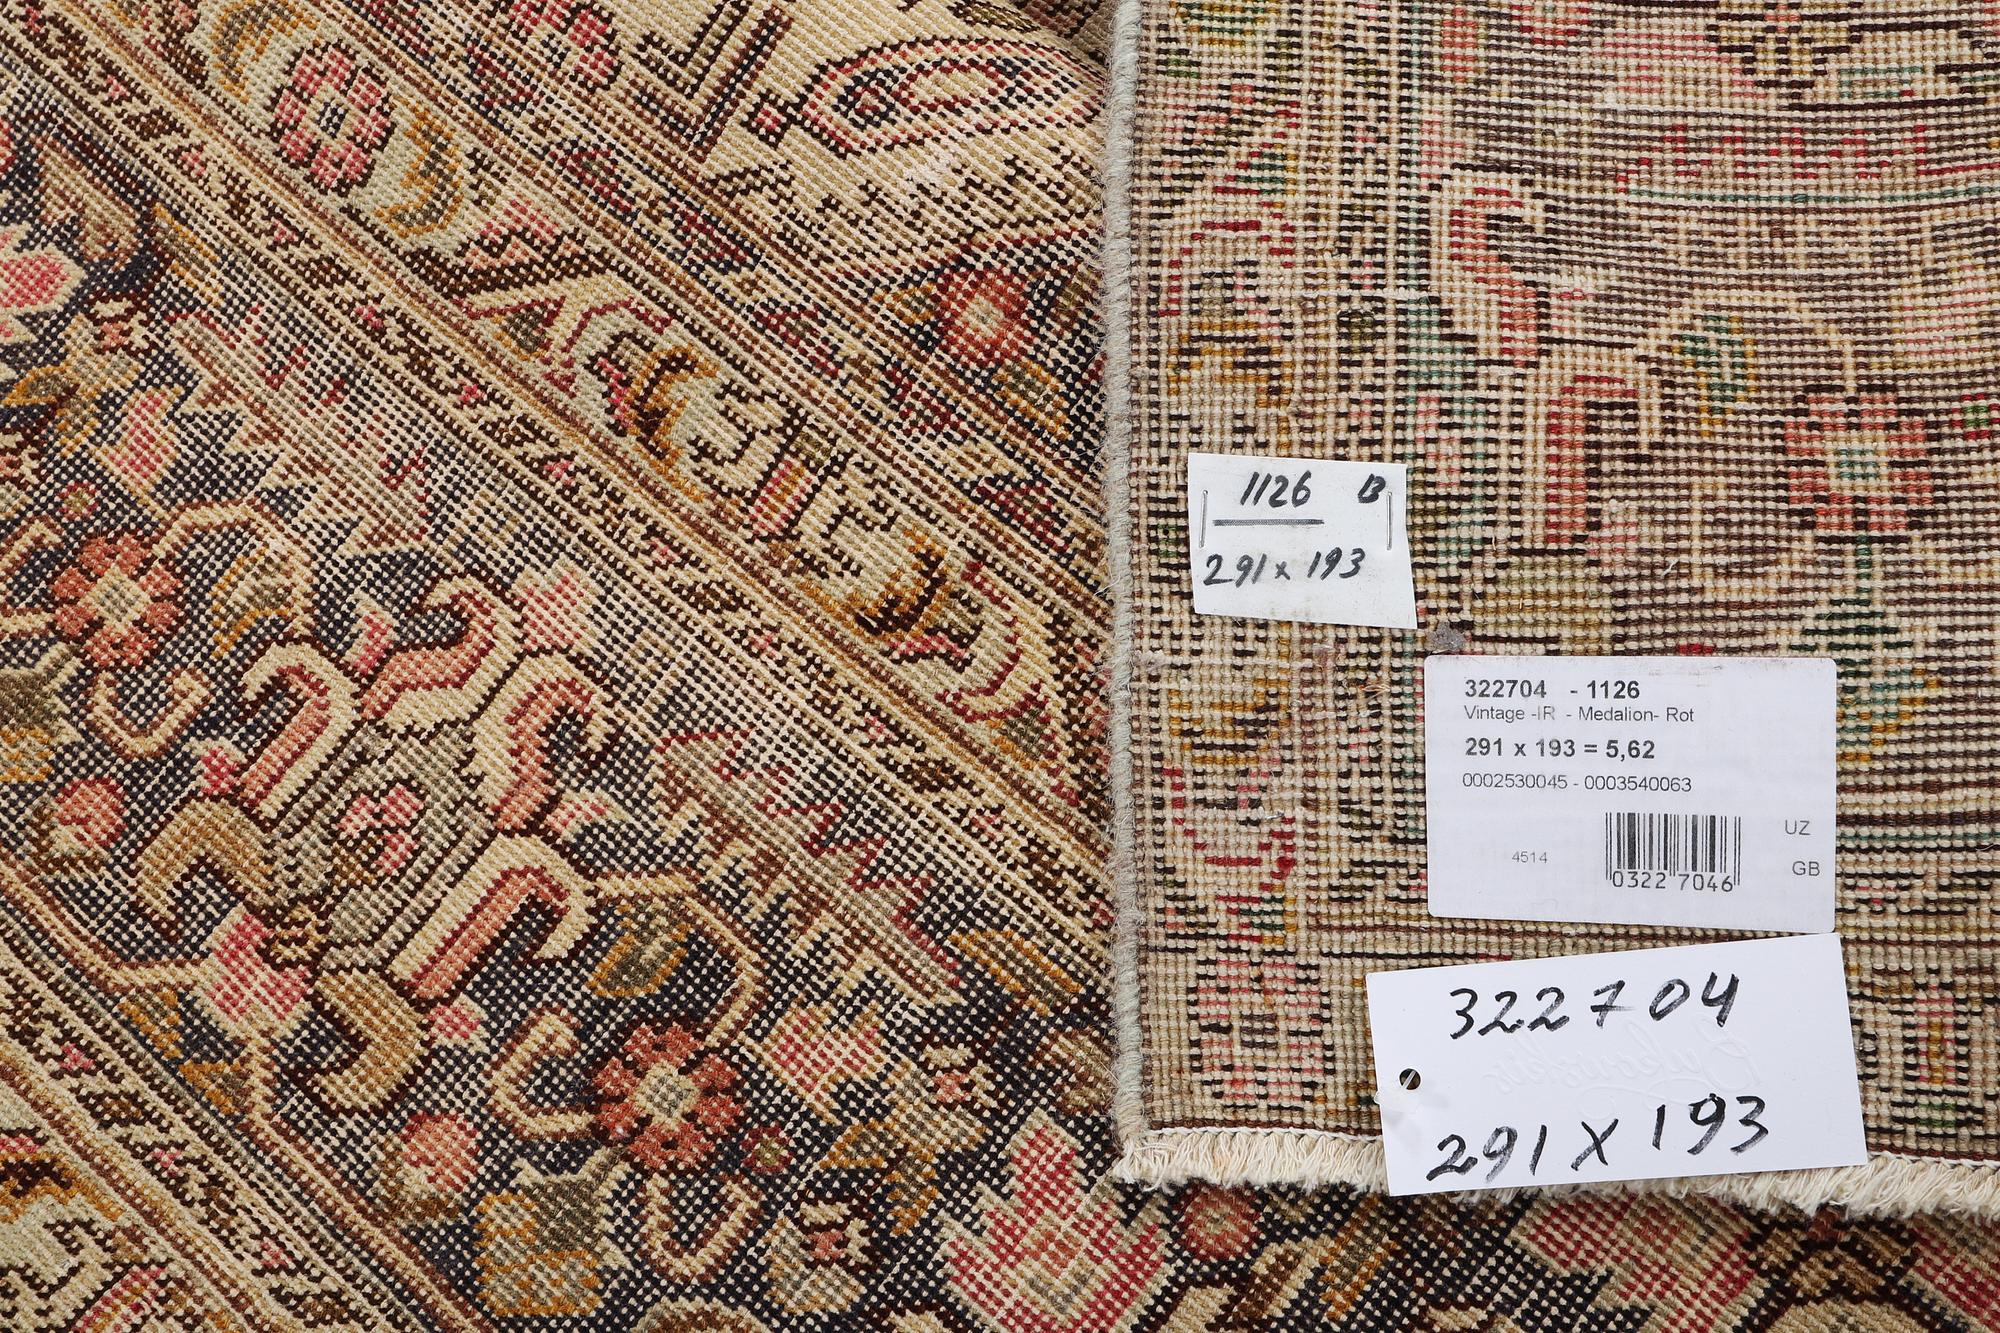 1126 B
291 x 193
322704 - 1126
Vintage -IR - Medalion- Rot
291 x 193 = 5,62
0002530045 - 0003540063
UZ
4514
GB
0322 7046
322704
Bukowskis
291 X 193